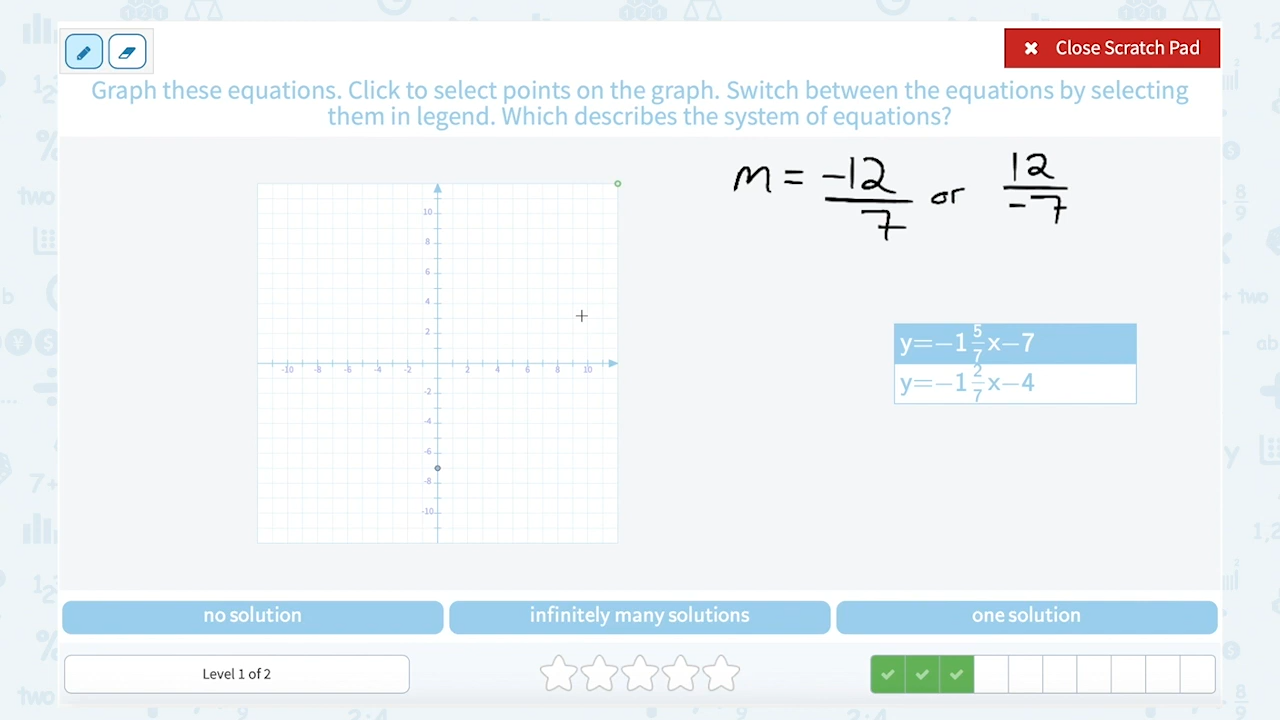 Close Scratch Pad
Graph these equations. Click to select points on the graph. Switch between the equations by selecting
them in legend. Which describes the system of equations?
m = -12/7 or 12/-7
10
8
6
4
2
-10 -8 -6 -4 -2 2 4 6 8 10
-2
-4
-6
-8
-10
y=−1 5/7 x−7
y=−1 2/7 x−4
no solution
infinitely many solutions
one solution
Level 1 of 2